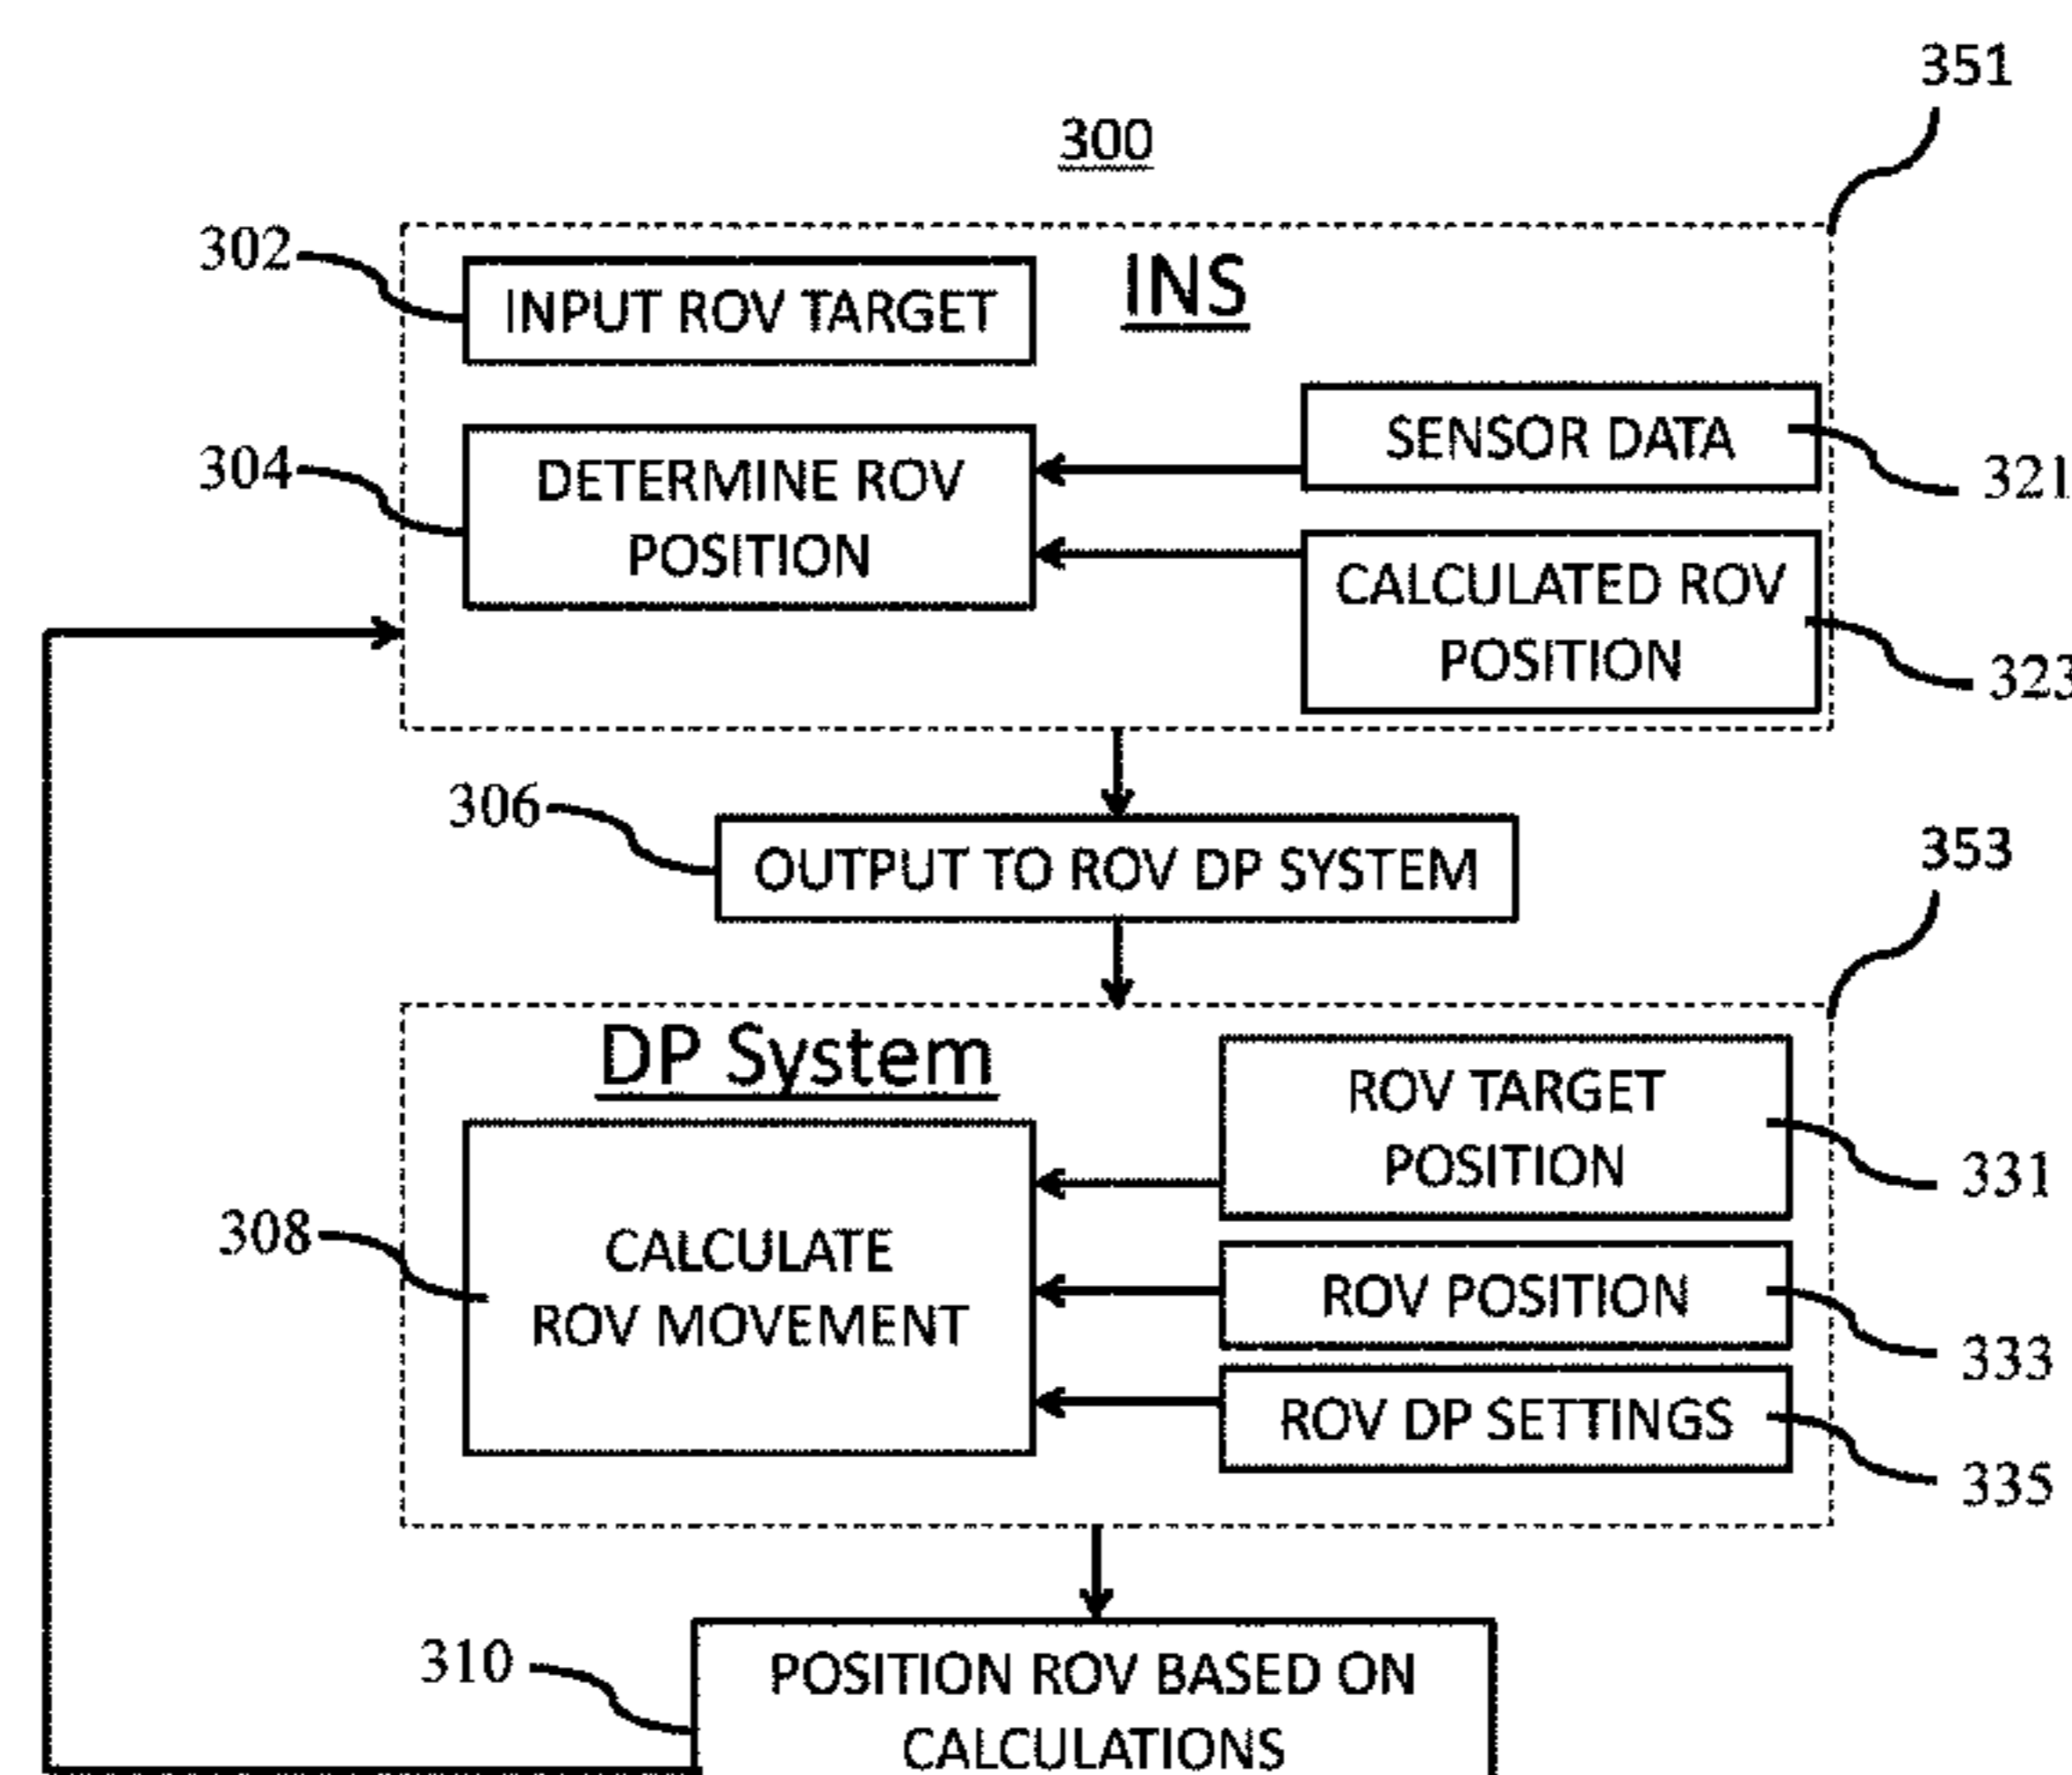 351
300
302
INPUT ROV TARGET
INS
304
DETERMINE ROV
POSITION
SENSOR DATA
321
CALCULATED ROV
POSITION
323
306
OUTPUT TO ROV DP SYSTEM
353
DP System
ROV TARGET
POSITION
331
308
CALCULATE
ROV MOVEMENT
ROV POSITION
333
ROV DP SETTINGS
335
310
POSITION ROV BASED ON
CALCULATIONS